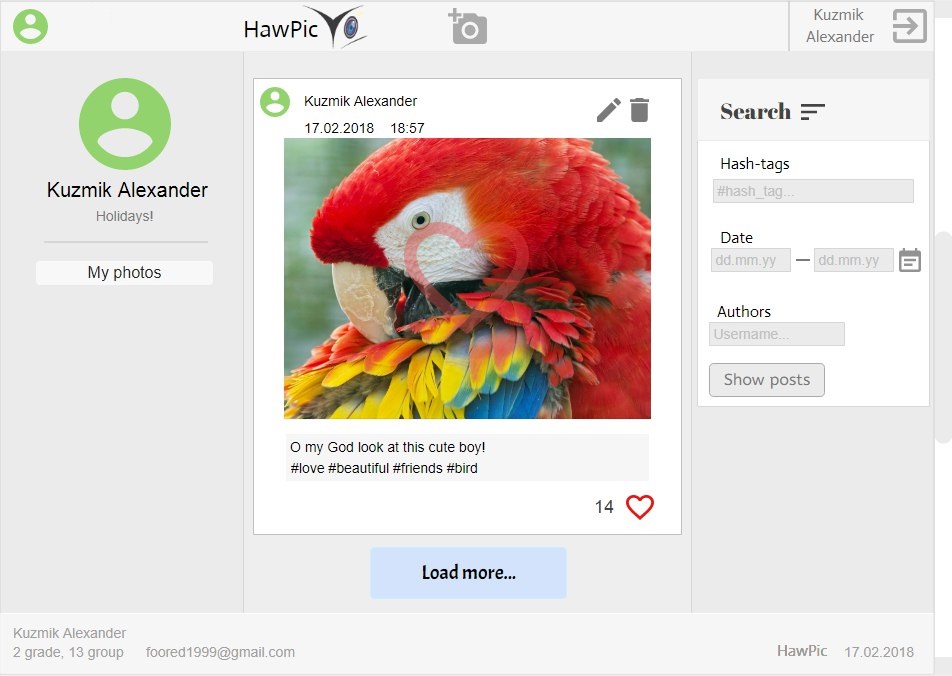 HawPic
Kuzmik
Alexander
Kuzmik Alexander
Holidays!
My photos
Kuzmik Alexander
17.02.2018 18:57
O my God look at this cute boy!
#love #beautiful #friends #bird
14
Load more...
Search
Hash-tags
#hash_tag...
Date
dd.mm.yy — dd.mm.yy
Authors
Username...
Show posts
Kuzmik Alexander
2 grade, 13 group foored1999@gmail.com
HawPic 17.02.2018